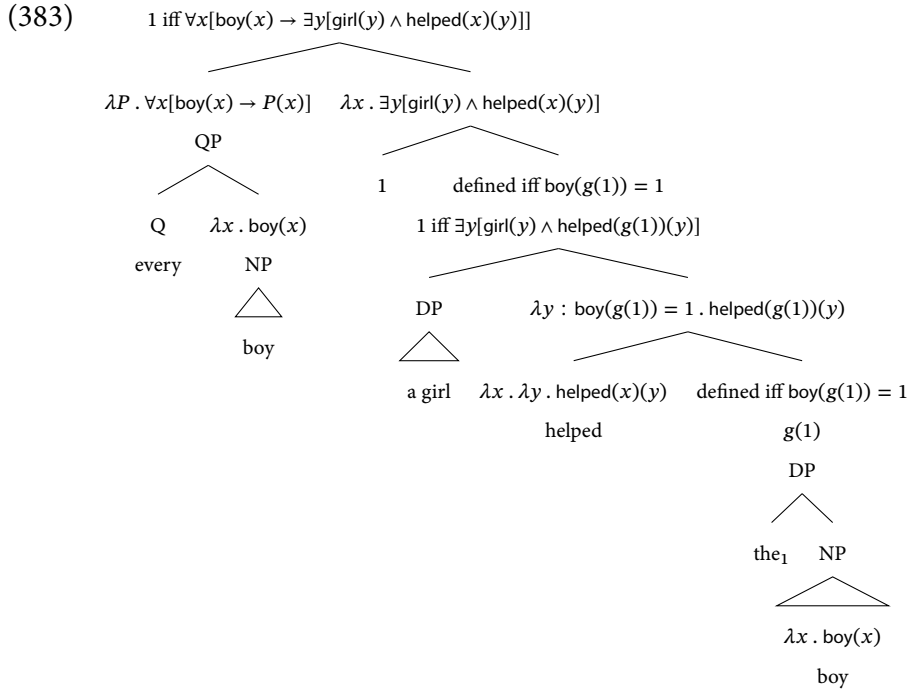 (383) 1 iff ∀x[boy(x) → ∃y[girl(y) ∧ helped(x)(y)]]
λP . ∀x[boy(x) → P(x)] λx . ∃y[girl(y) ∧ helped(x)(y)]
QP
1 defined iff boy(g(1)) = 1
Q λx . boy(x) 1 iff ∃y[girl(y) ∧ helped(g(1))(y)]
every NP
DP λy : boy(g(1)) = 1 . helped(g(1))(y)
boy
a girl λx . λy . helped(x)(y) defined iff boy(g(1)) = 1
helped g(1)
DP
the₁ NP
λx . boy(x)
boy